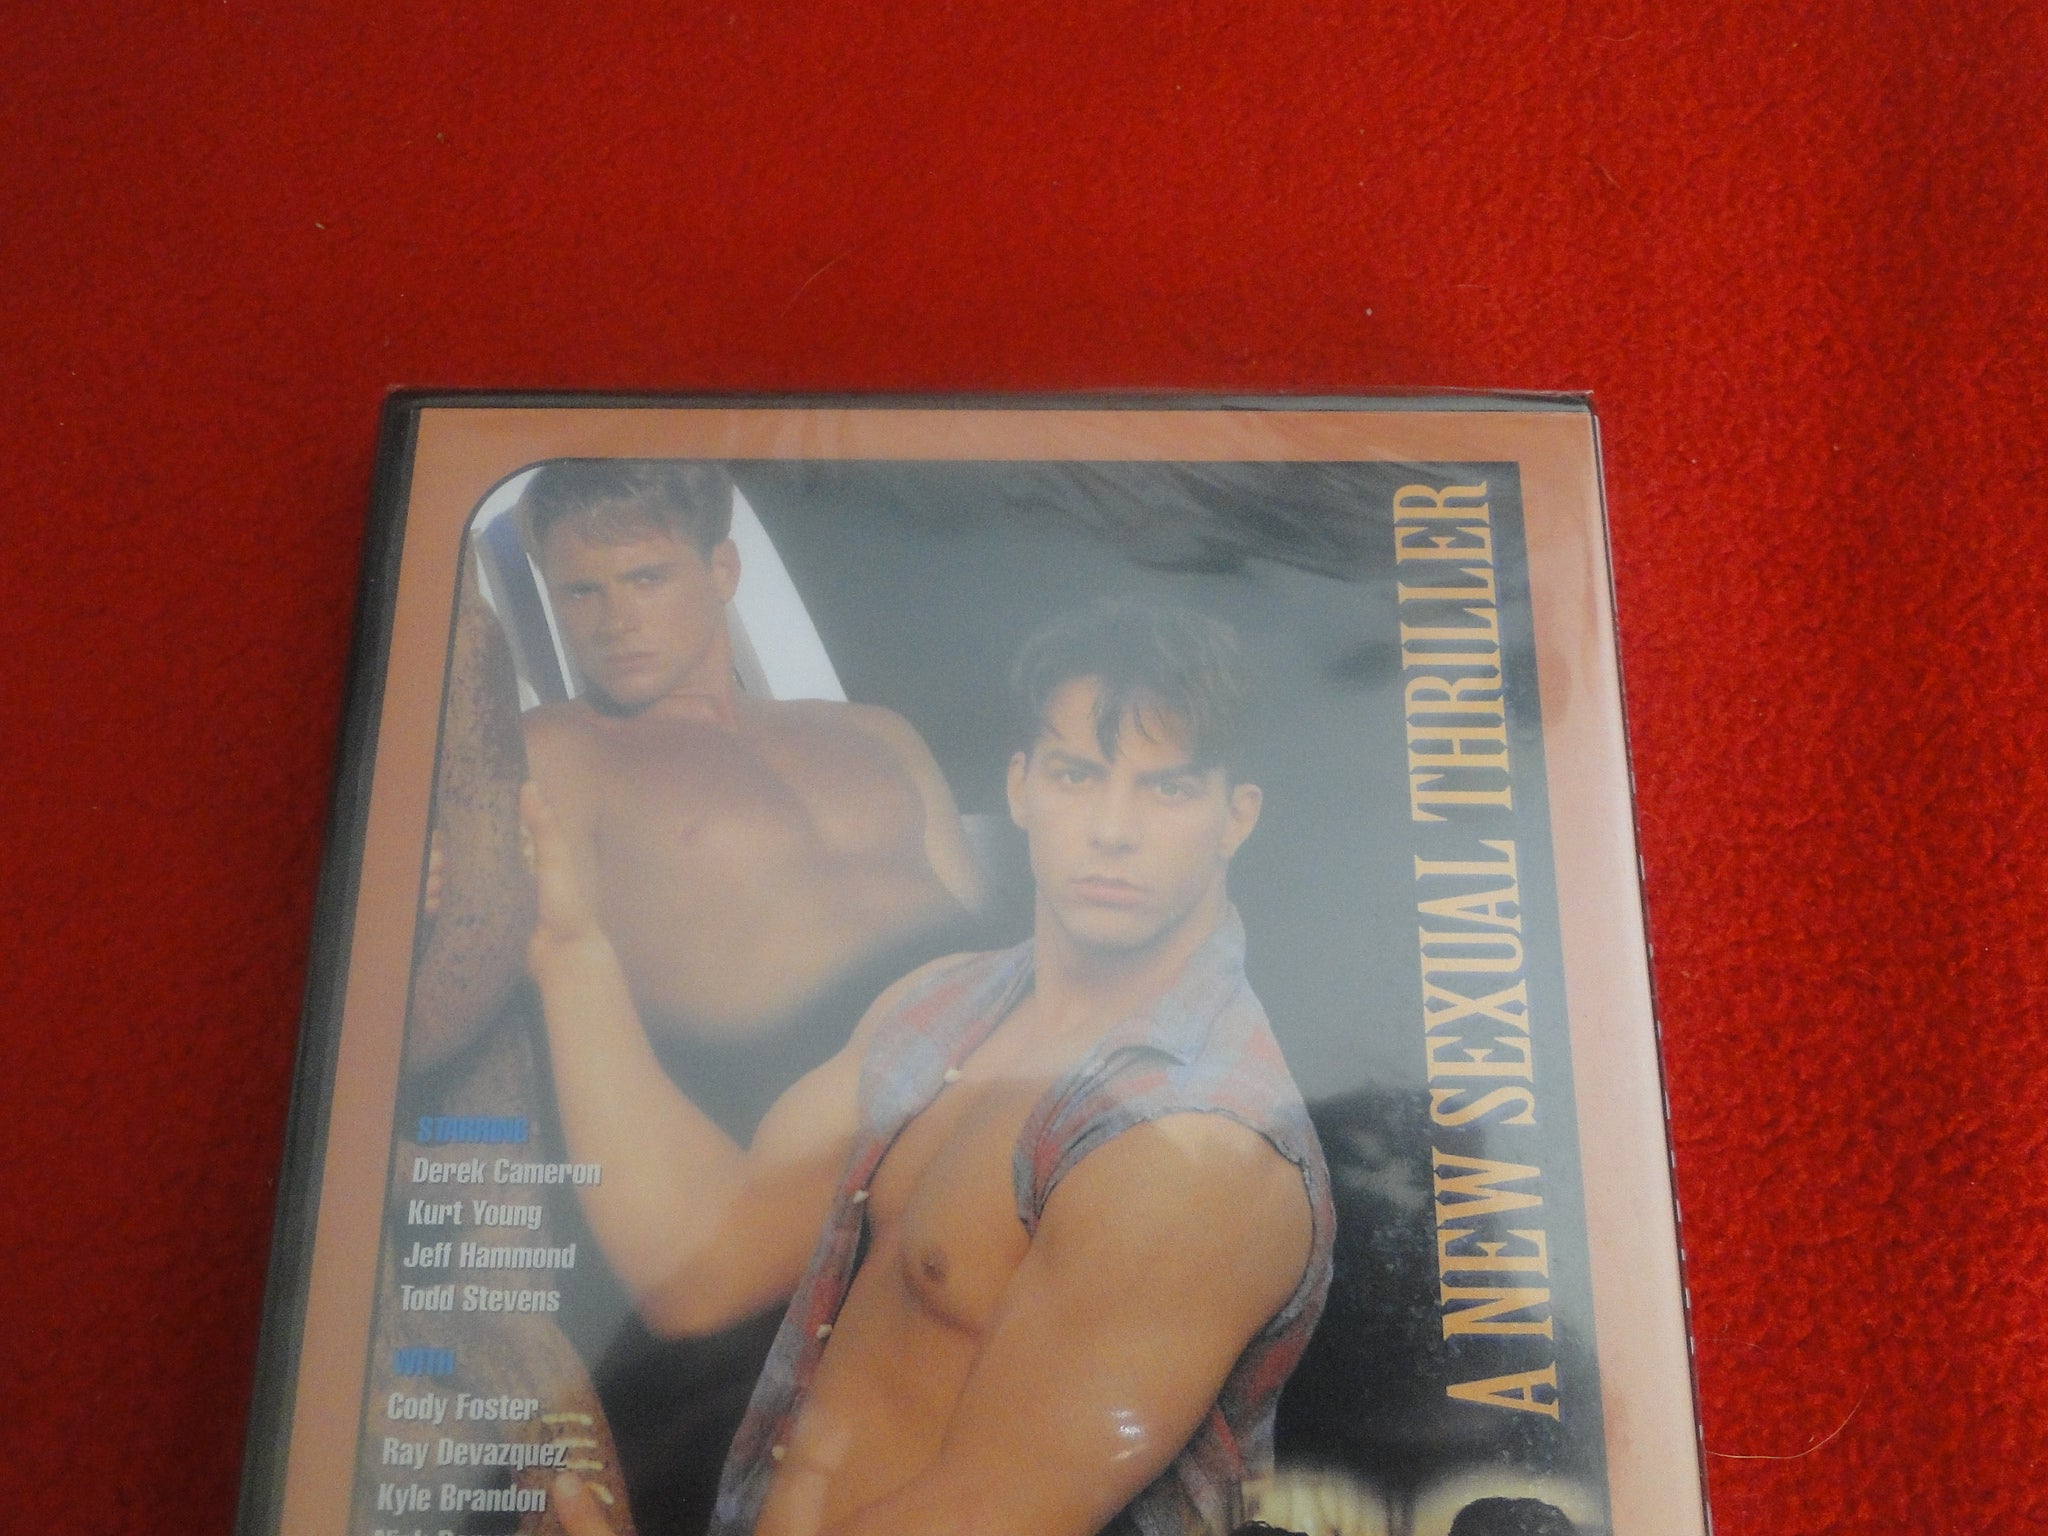 A NEW SEXUAL THRILLER
STARRING
Derek Cameron
Kurt Young
Jeff Hammond
Todd Stevens
WITH
Cody Foster
Ray Devazquez
Kyle Brandon